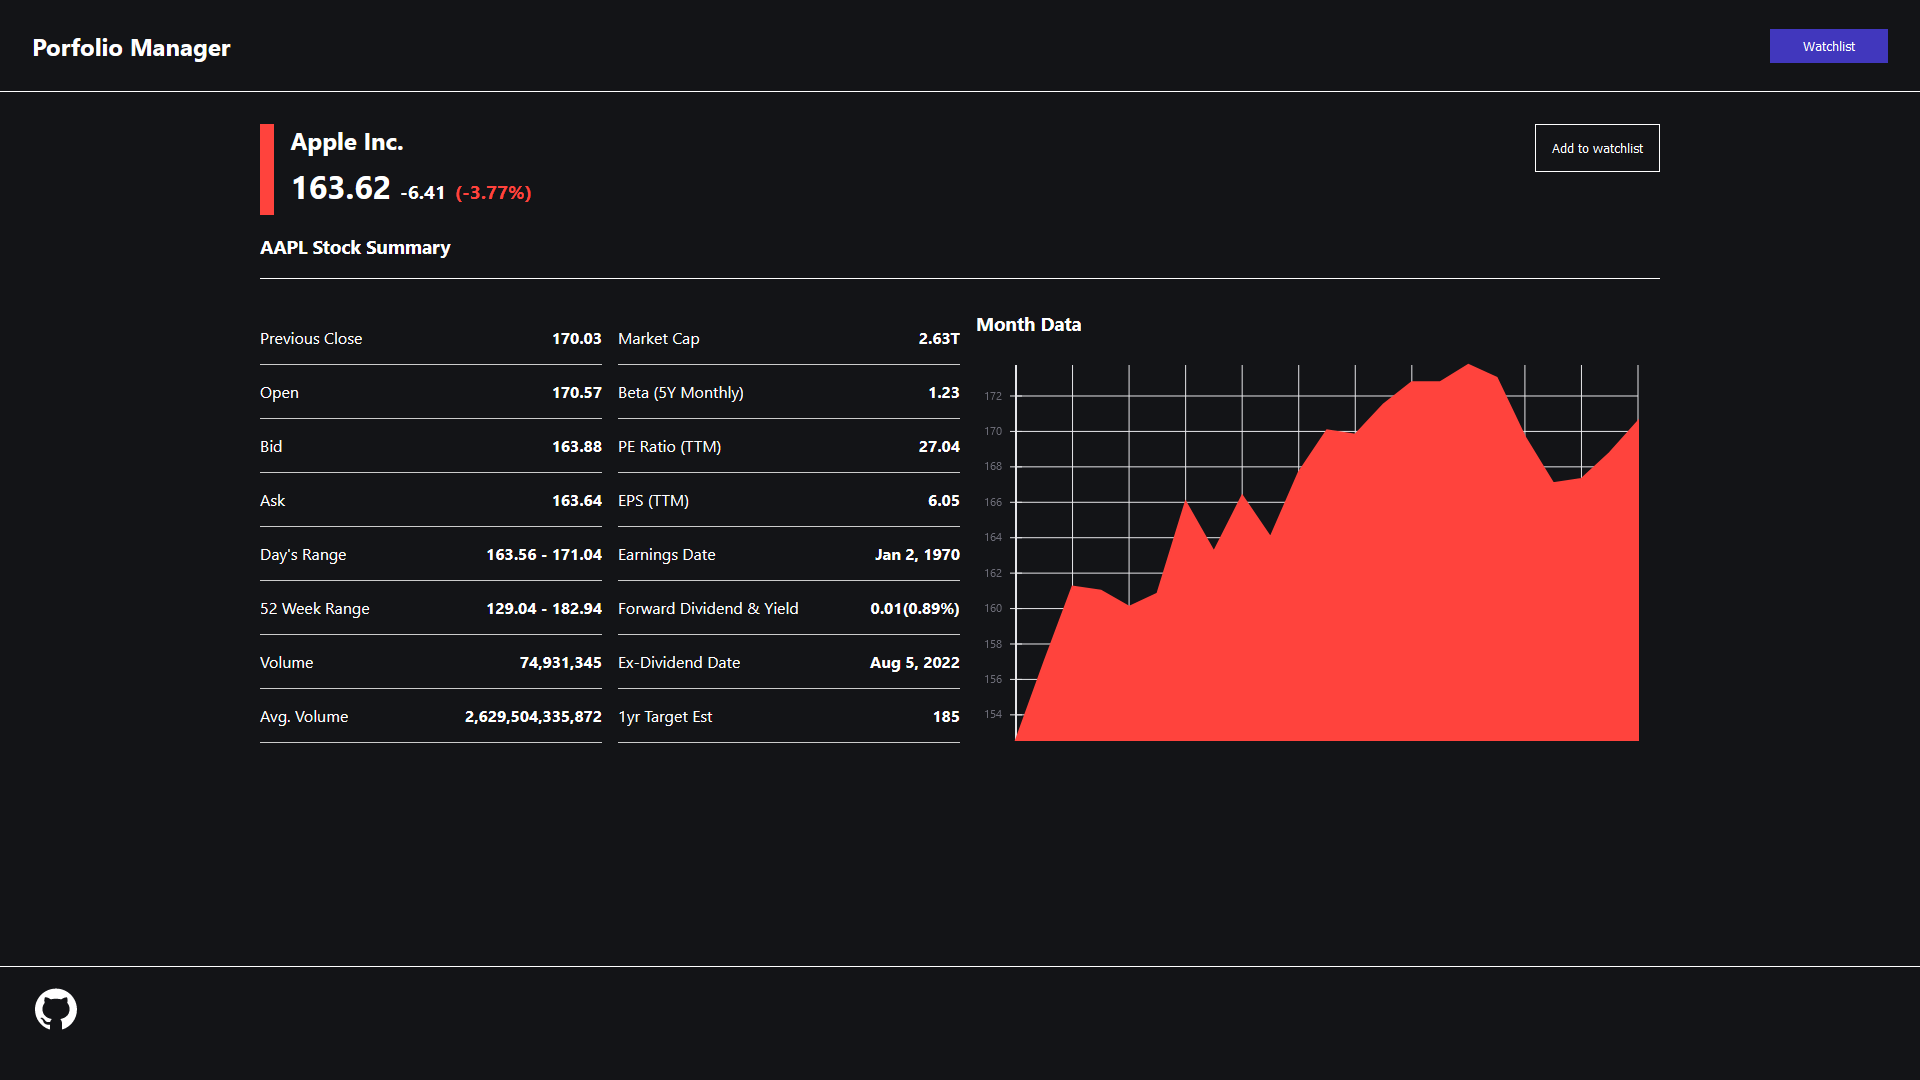 Porfolio Manager
Watchlist
Apple Inc.
163.62 -6.41 (-3.77%)
Add to watchlist
AAPL Stock Summary
Previous Close 170.03
Open 170.57
Bid 163.88
Ask 163.64
Day's Range 163.56 - 171.04
52 Week Range 129.04 - 182.94
Volume 74,931,345
Avg. Volume 2,629,504,335,872
Market Cap 2.63T
Beta (5Y Monthly) 1.23
PE Ratio (TTM) 27.04
EPS (TTM) 6.05
Earnings Date Jan 2, 1970
Forward Dividend & Yield 0.01(0.89%)
Ex-Dividend Date Aug 5, 2022
1yr Target Est 185
Month Data
172
170
168
166
164
162
160
158
156
154